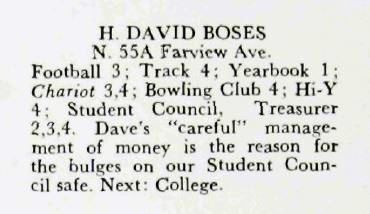 H. DAVID BOSES
N. 55A Farview Ave.
Football 3; Track 4; Yearbook 1;
Chariot 3,4; Bowling Club 4; Hi-Y
4; Student Council, Treasurer
2,3,4. Dave's "careful" manage-
ment of money is the reason for
the bulges on our Student Coun-
cil safe. Next: College.